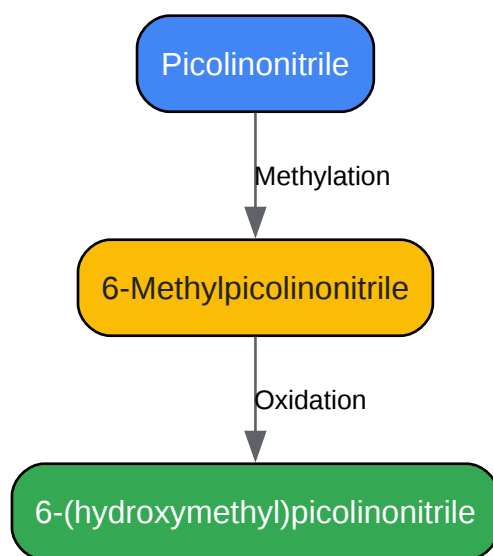 Picolinonitrile
Methylation
6-Methylpicolinonitrile
Oxidation
6-(hydroxymethyl)picolinonitrile